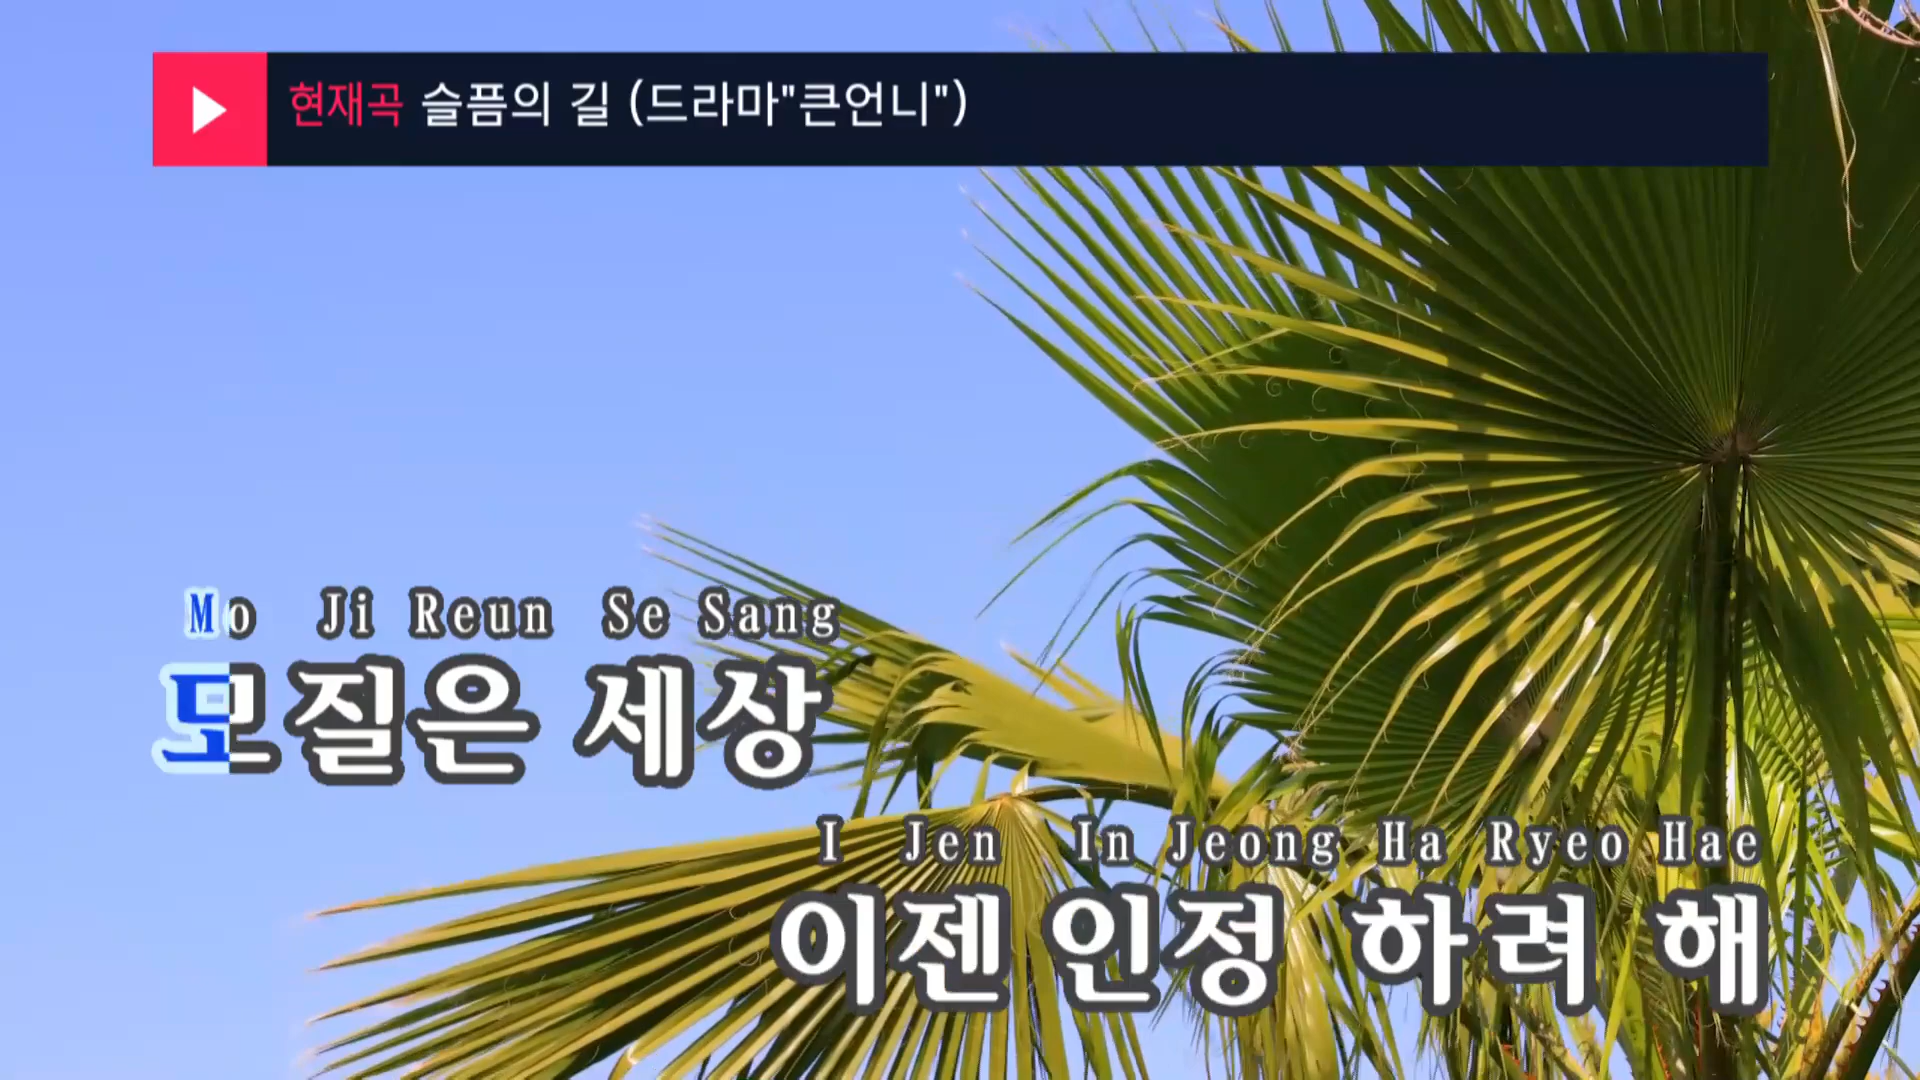 현재곡 슬픔의 길 (드라마"큰언니")
Mo Ji Reun Se Sang
모질은 세상
I Jen In Jeong Ha Ryeo Hae
이젠 인정 하려 해